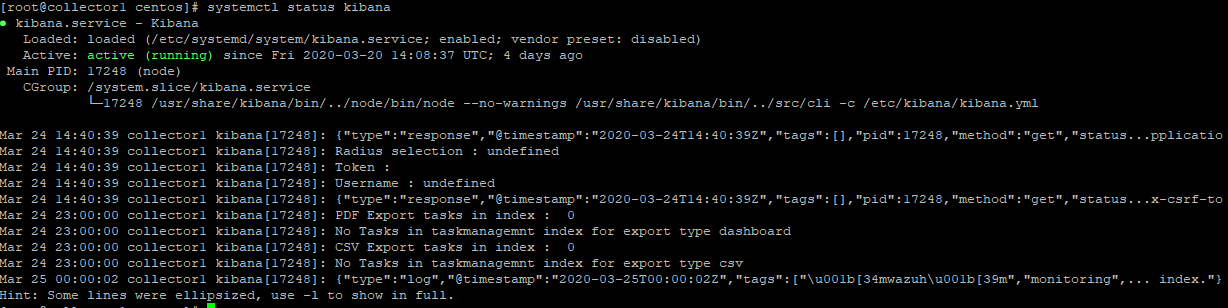 [root@collector1 centos]# systemctl status kibana
● kibana.service - Kibana
   Loaded: loaded (/etc/systemd/system/kibana.service; enabled; vendor preset: disabled)
   Active: active (running) since Fri 2020-03-20 14:08:37 UTC; 4 days ago
 Main PID: 17248 (node)
   CGroup: /system.slice/kibana.service
           └─17248 /usr/share/kibana/bin/../node/bin/node --no-warnings /usr/share/kibana/bin/../src/cli -c /etc/kibana/kibana.yml
Mar 24 14:40:39 collector1 kibana[17248]: {"type":"response","@timestamp":"2020-03-24T14:40:39Z","tags":[],"pid":17248,"method":"get","status...pplicatio
Mar 24 14:40:39 collector1 kibana[17248]: Radius selection : undefined
Mar 24 14:40:39 collector1 kibana[17248]: Token :
Mar 24 14:40:39 collector1 kibana[17248]: Username : undefined
Mar 24 14:40:39 collector1 kibana[17248]: {"type":"response","@timestamp":"2020-03-24T14:40:39Z","tags":[],"pid":17248,"method":"get","status...x-csrf-to
Mar 24 23:00:00 collector1 kibana[17248]: PDF Export tasks in index :  0
Mar 24 23:00:00 collector1 kibana[17248]: No Tasks in taskmanagemnt index for export type dashboard
Mar 24 23:00:00 collector1 kibana[17248]: CSV Export tasks in index :  0
Mar 24 23:00:00 collector1 kibana[17248]: No Tasks in taskmanagemnt index for export type csv
Mar 25 00:00:02 collector1 kibana[17248]: {"type":"log","@timestamp":"2020-03-25T00:00:02Z","tags":["\u001b[34mwazuh\u001b[39m","monitoring",... index."}
Hint: Some lines were ellipsized, use -l to show in full.